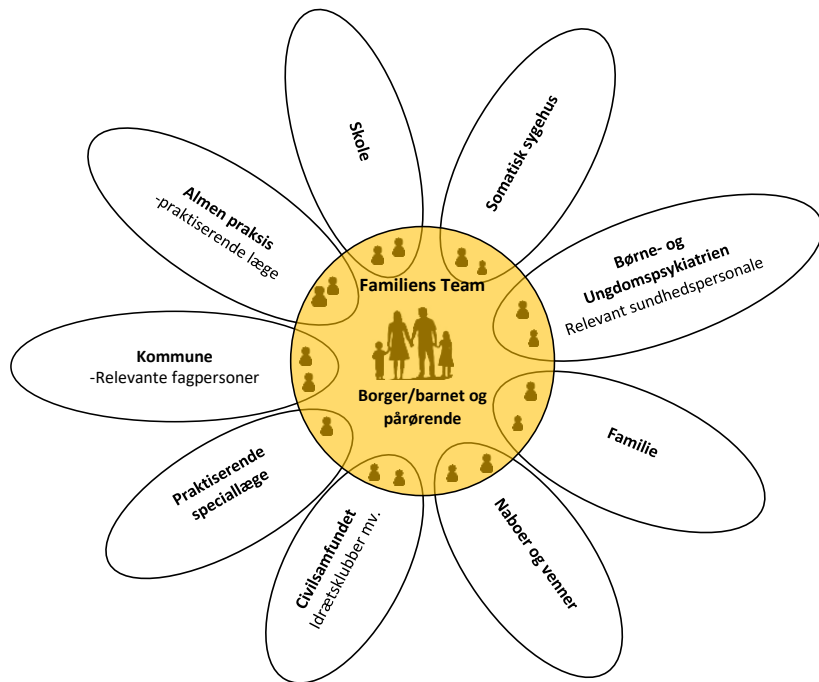 Skole
Somatisk sygehus
Almen praksis
-praktiserende læge
Børne- og
Ungdomspsykiatrien
Relevant sundhedspersonale
Familiens Team
Kommune
-Relevante fagpersoner
Borger/barnet og
pårørende
Familie
Praktiserende
speciallæge
Civilsamfundet
Idrætsklubber mv.
Naboer og venner